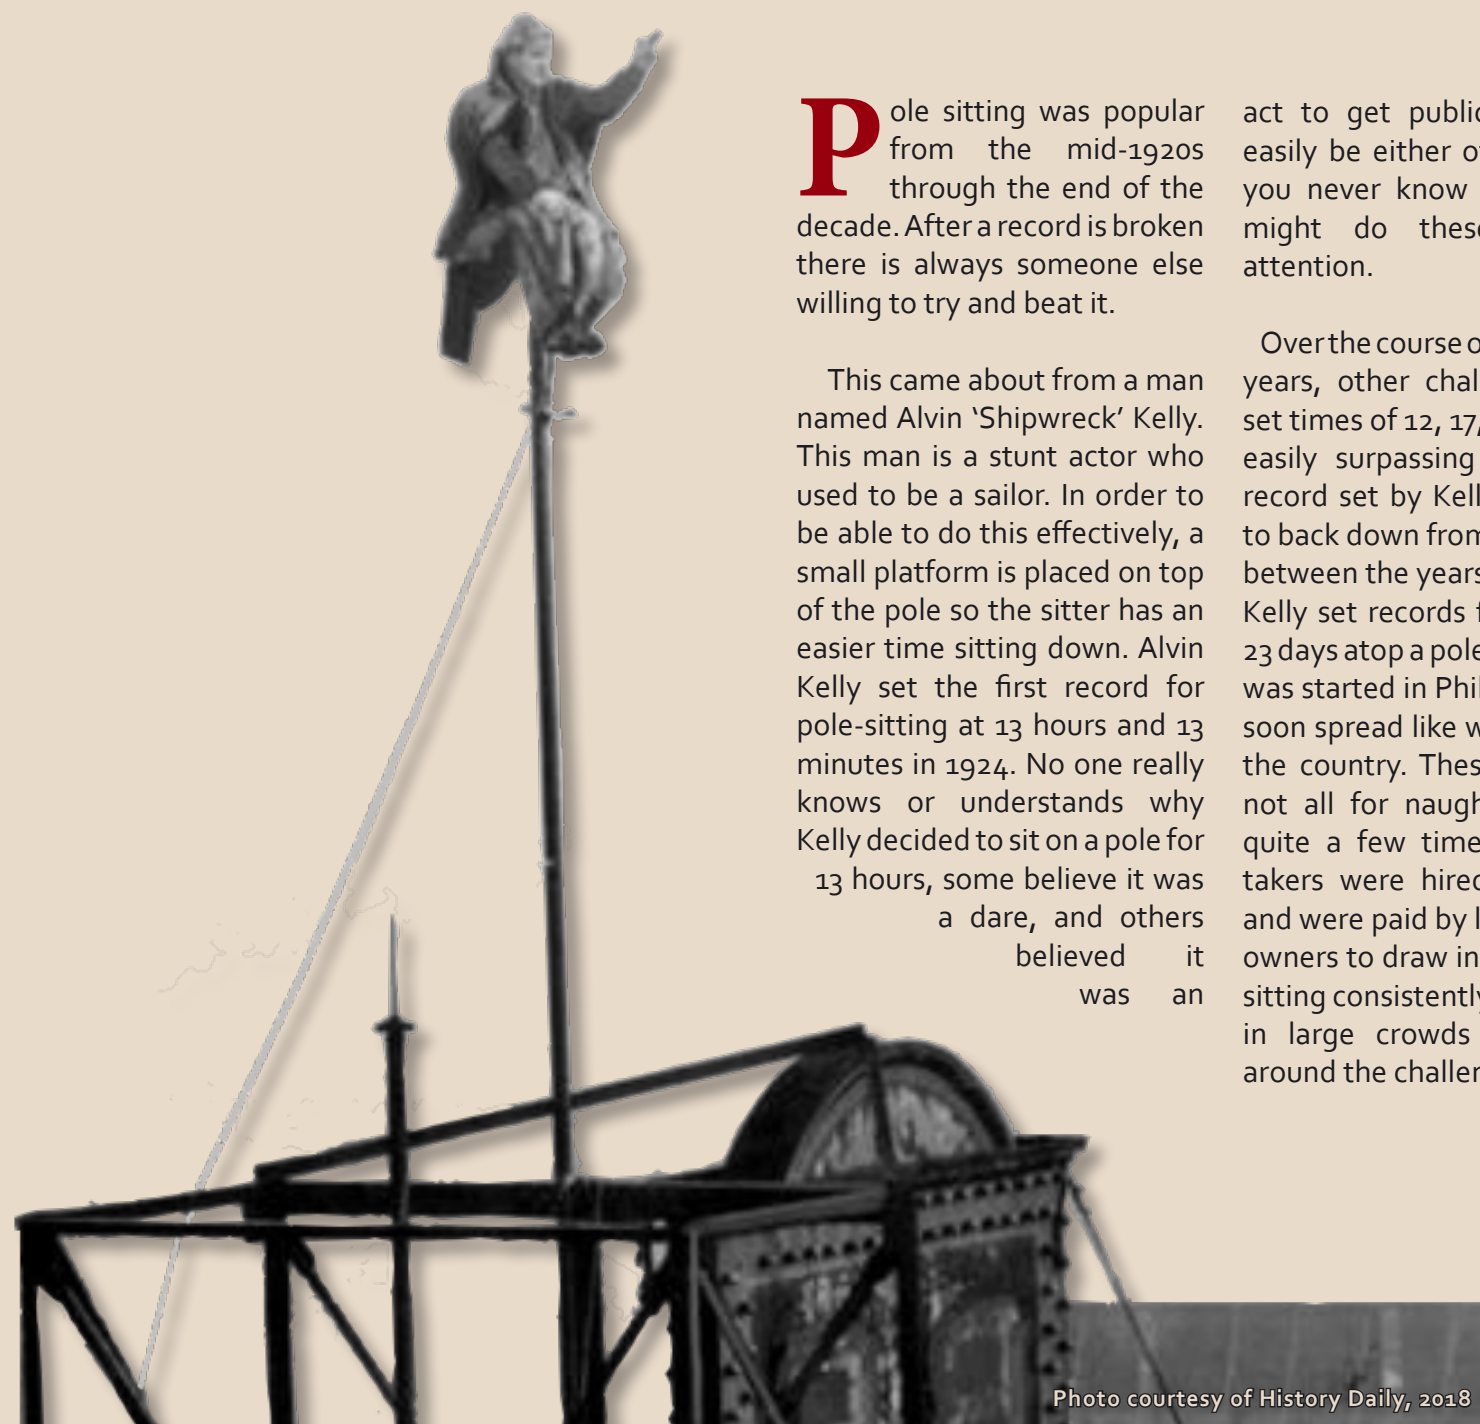 Pole sitting was popular
from the mid-1920s
through the end of the
decade. After a record is broken
there is always someone else
willing to try and beat it.
This came about from a man
named Alvin ‘Shipwreck’ Kelly.
This man is a stunt actor who
used to be a sailor. In order to
be able to do this effectively, a
small platform is placed on top
of the pole so the sitter has an
easier time sitting down. Alvin
Kelly set the first record for
pole-sitting at 13 hours and 13
minutes in 1924. No one really
knows or understands why
Kelly decided to sit on a pole for
13 hours, some believe it was
a dare, and others
believed it
was an
act to get
easily be either
you never know
might do
attention.
Over the course
years, other
set times of 12, 17,
easily surpassing
record set by
to back down
between the
Kelly set records
23 days atop a
was started in
soon spread like
the country.
not all for
quite a few
takers were
and were paid by
owners to draw in
sitting
in large crowds
around the
Photo courtesy of History Daily, 2018